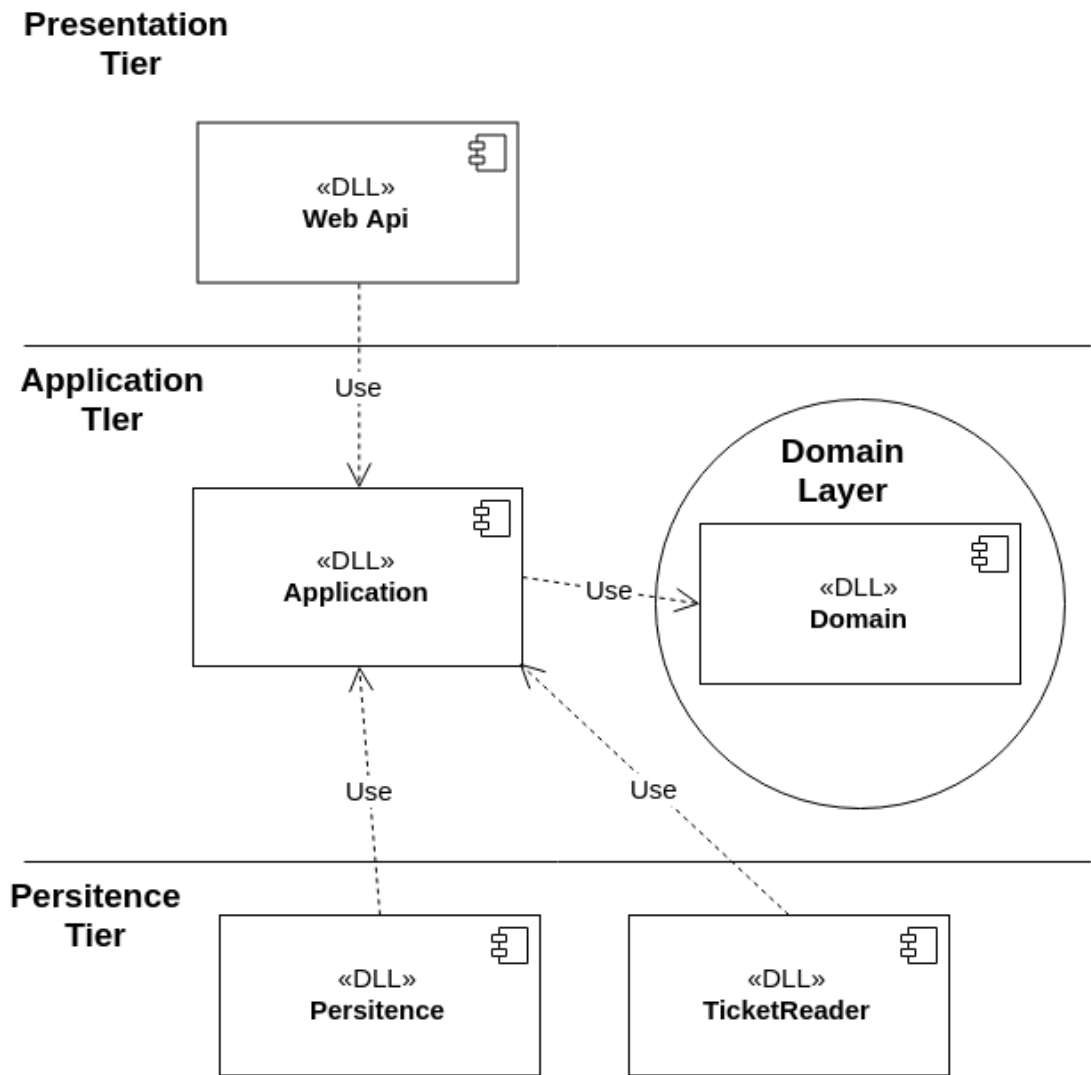 Presentation
Tier
«DLL»
Web Api
Use
Application
TIer
Domain
Layer
«DLL»
Application
Use
«DLL»
Domain
Use
Use
Persitence
Tier
«DLL»
Persitence
«DLL»
TicketReader